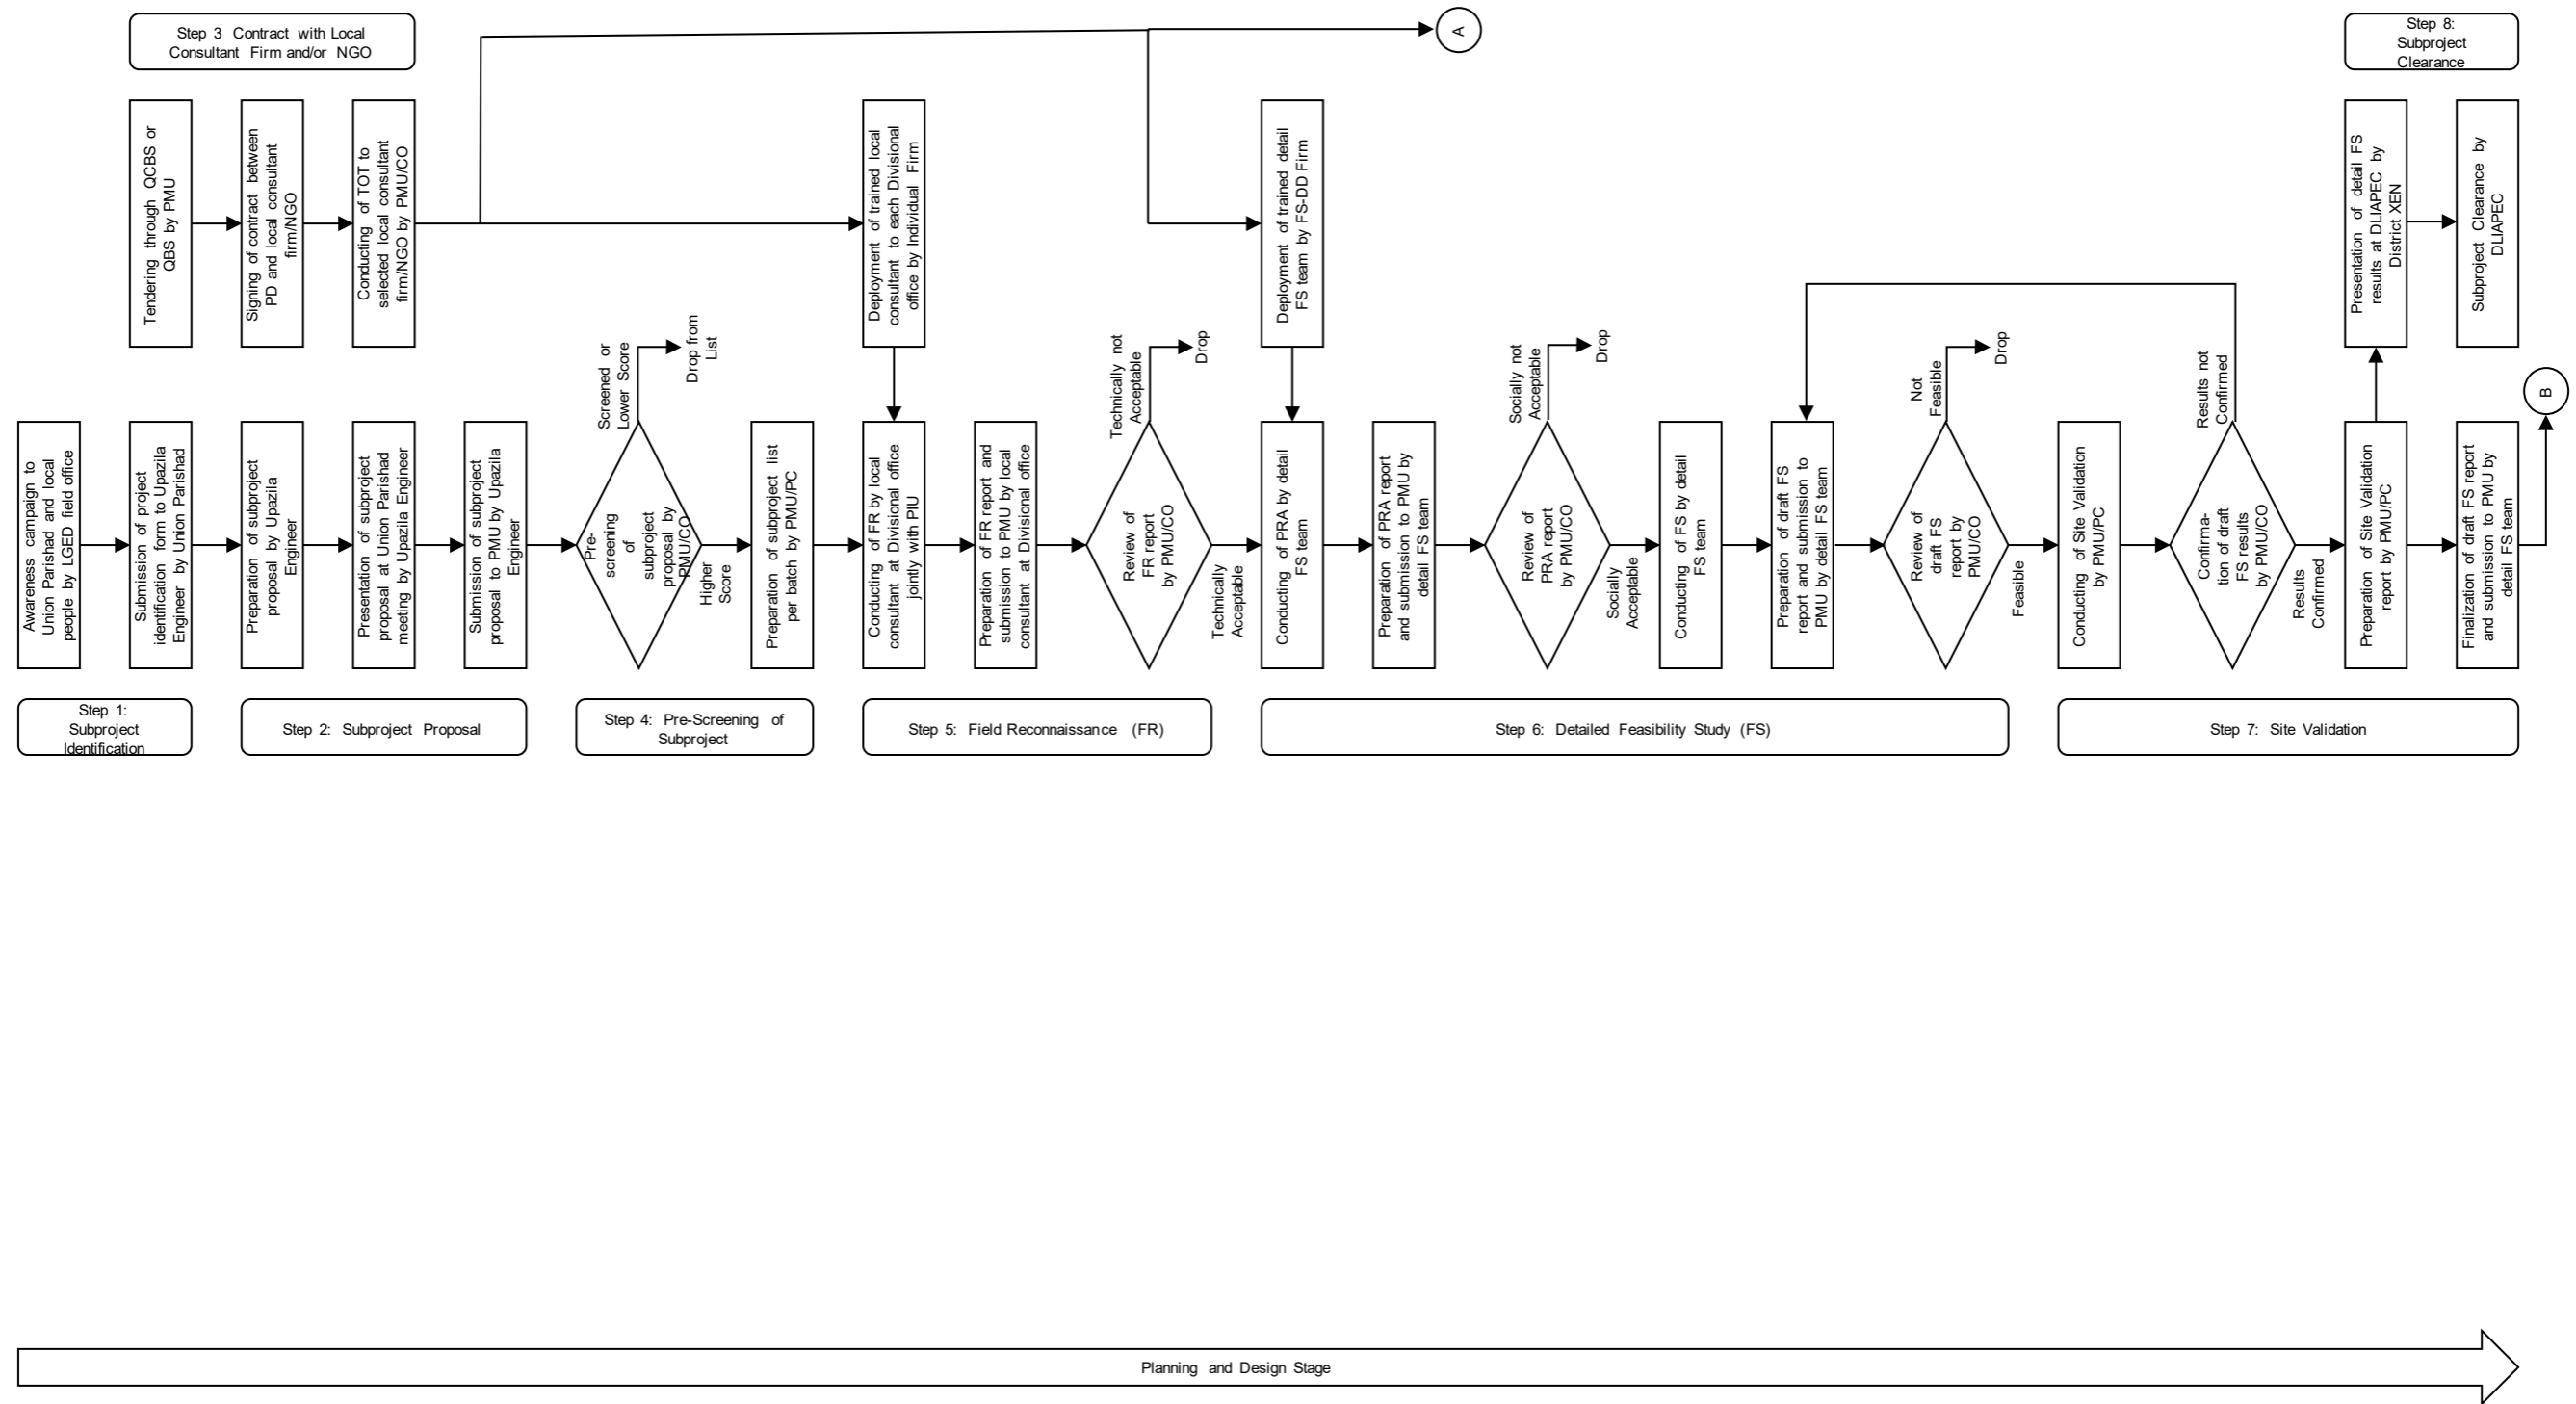 Step 3 Contract with Local
Consultant Firm and/or NGO
A
Step 8:
Subproject
Clearance
Tendering through QCBS or
QBS by PMU
Signing of contract between
PD and local consultant
firm/NGO
Conducting of TOT to
selected local consultant
firm/NGO by PMU/CO
Deployment of trained local
consultant to each Divisional
office by Individual Firm
Deployment of trained detail
FS team by FS-DD Firm
Presentation of detail FS
results at DLIAPEC by
District XEN
Subproject Clearance by
DLIAPEC
Screened or
Lower Score
Drop from
List
Technically not
Acceptable
Drop
Socially not
Acceptable
Drop
Not
Feasible
Drop
Results not
Confirmed
B
Awareness campaign to
Union Parishad and local
people by LGED field office
Submission of project
identification form to Upazila
Engineer by Union Parishad
Preparation of subproject
proposal by Upazila
Engineer
Presentation of subproject
proposal at Union Parishad
meeting by Upazila Engineer
Submission of subproject
proposal to PMU by Upazila
Engineer
Pre-
screening
of
subproject
proposal by
PMU/CO
Higher
Score
Preparation of subproject list
per batch by PMU/PC
Conducting of FR by local
consultant at Divisional office
jointly with PIU
Preparation of FR report and
submission to PMU by local
consultant at Divisional office
Review of
FR report
by PMU/CO
Technically
Acceptable
Conducting of PRA by detail
FS team
Preparation of PRA report
and submission to PMU by
detail FS team
Review of
PRA report
by PMU/CO
Socially
Acceptable
Conducting of FS by detail
FS team
Preparation of draft FS
report and submission to
PMU by detail FS team
Review of
draft FS
report by
PMU/CO
Feasible
Conducting of Site Validation
by PMU/PC
Confirma-
tion of draft
FS results
by PMU/CO
Results
Confirmed
Preparation of Site Validation
report by PMU/PC
Finalization of draft FS report
and submission to PMU by
detail FS team
Step 1:
Subproject
Identification
Step 2: Subproject Proposal
Step 4: Pre-Screening of
Subproject
Step 5: Field Reconnaissance (FR)
Step 6: Detailed Feasibility Study (FS)
Step 7: Site Validation
Planning and Design Stage